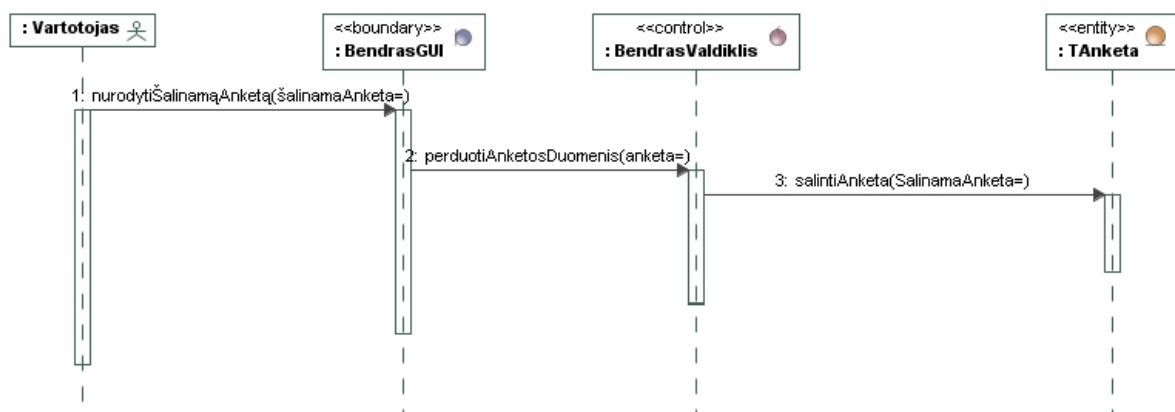 : Vartotojas
<<boundary>>
: BendrasGUI
<<control>>
: BendrasValdiklis
<<entity>>
: TAnketa
1: nurodytiŠalinamąAnketą(šalinamaAnketa=)
2: perduotiAnketosDuomenis(anketa=)
3: salintiAnketa(SalinamaAnketa=)